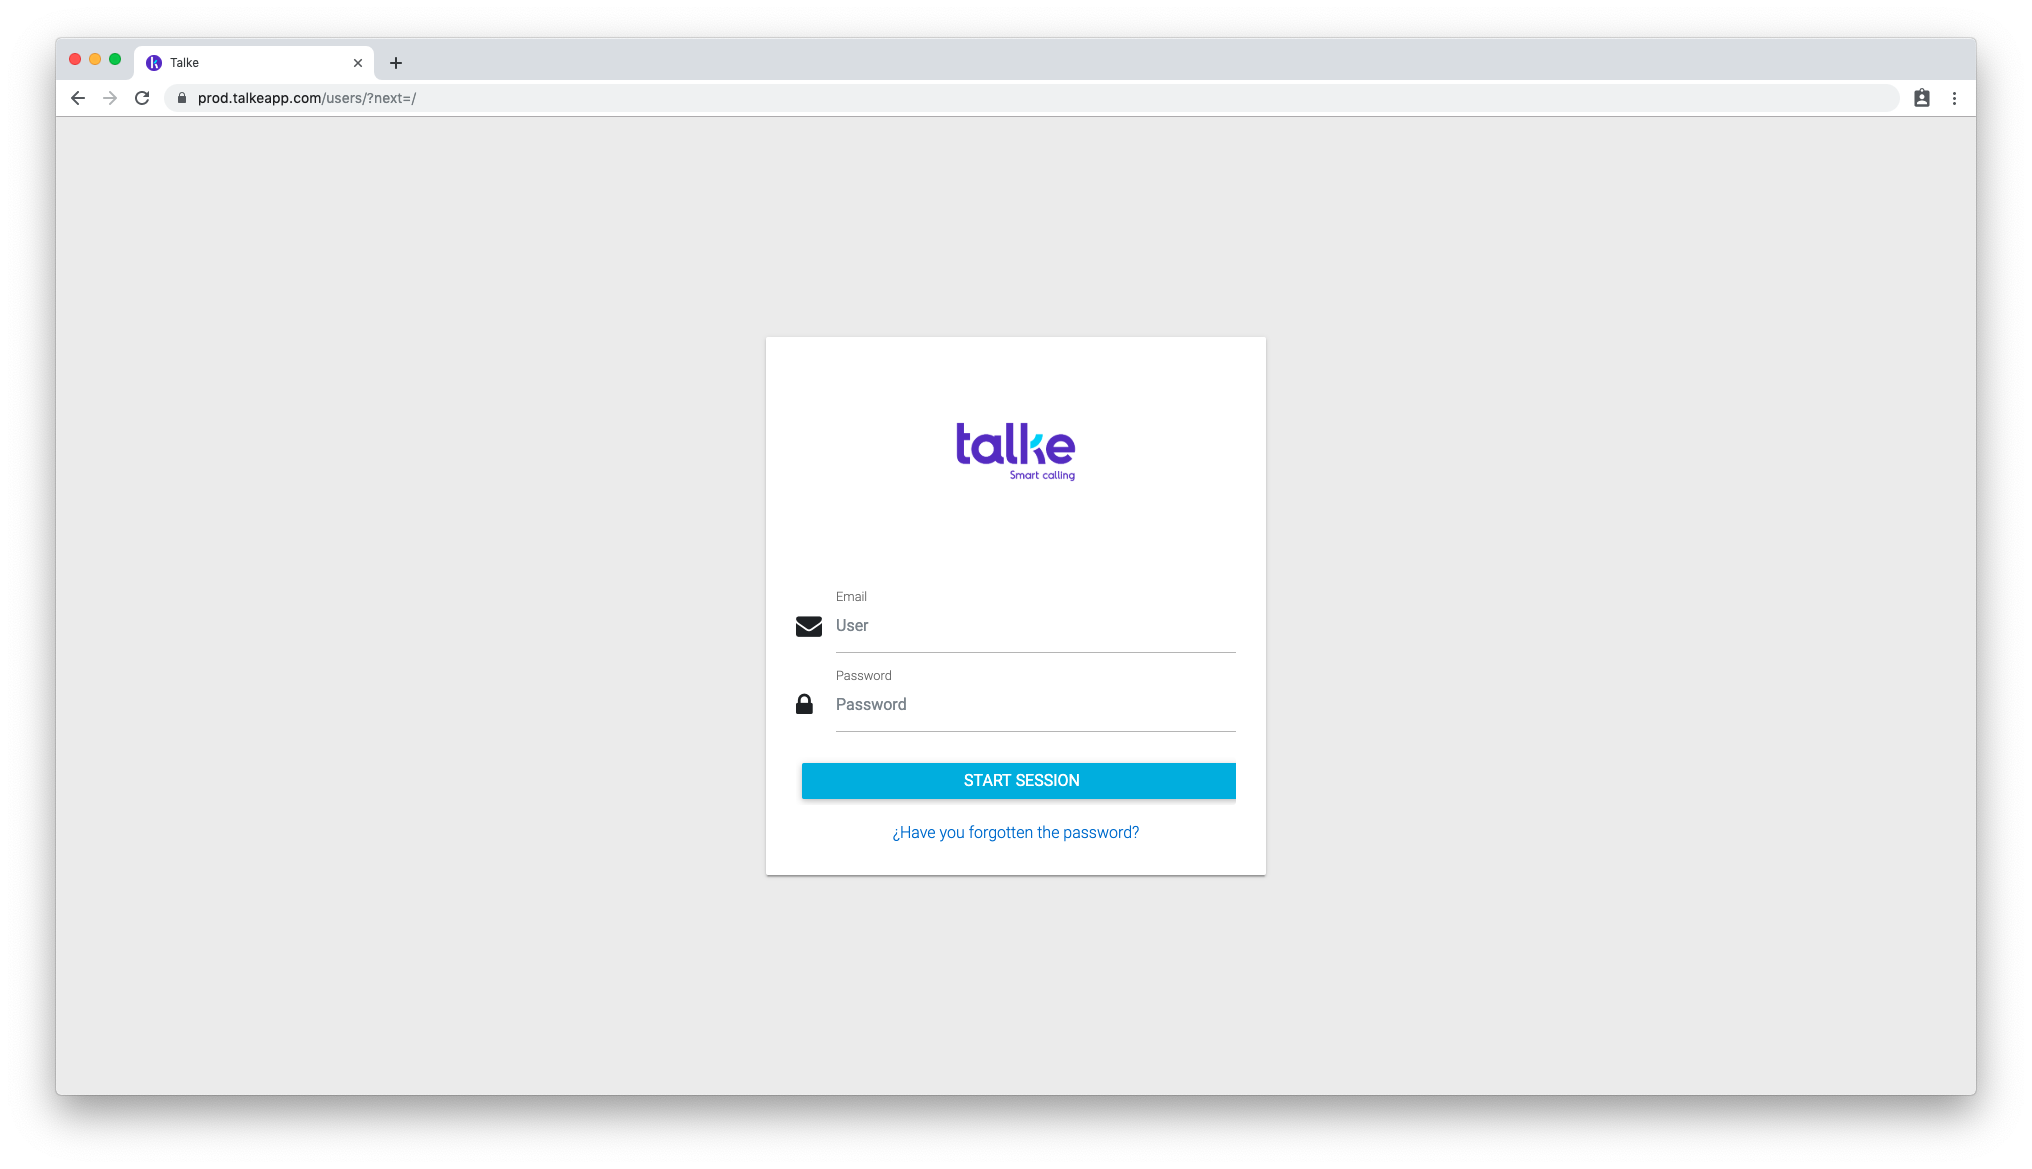 Talke
prod.talkeapp.com/users/?next=/
talke
Smart calling
Email
User
Password
Password
START SESSION
¿Have you forgotten the password?